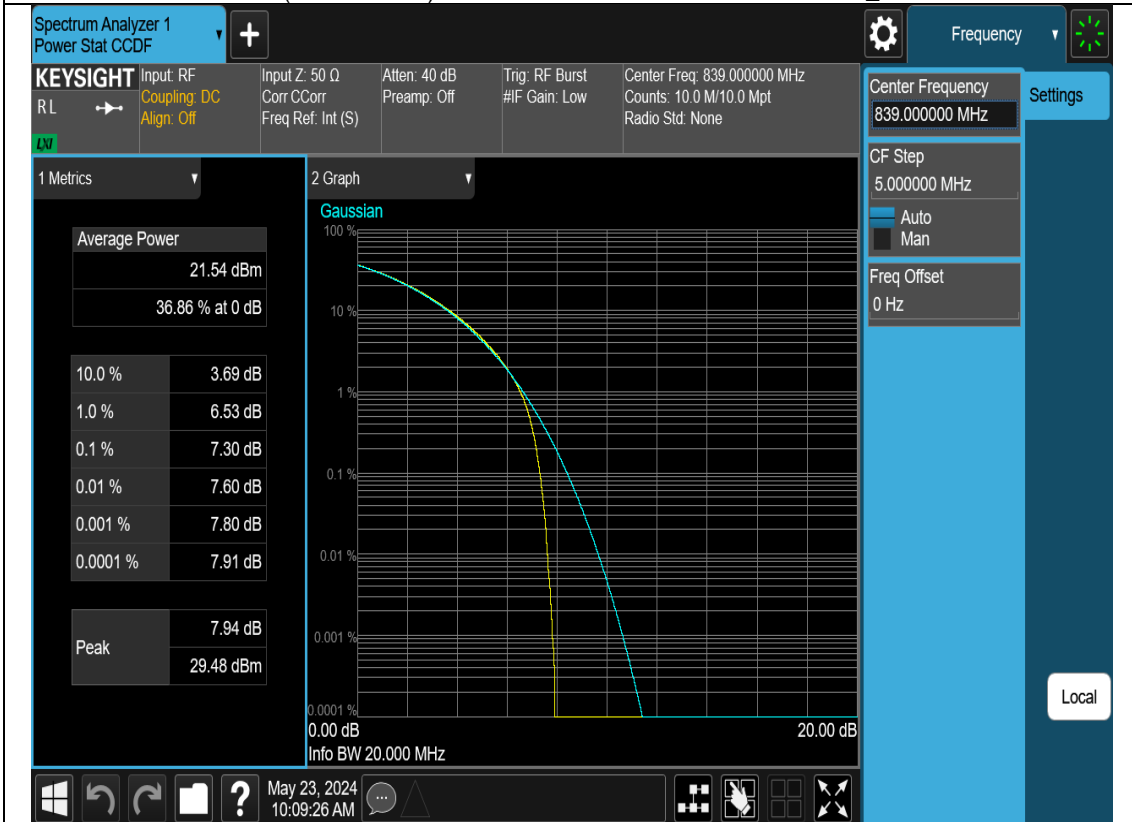 Spectrum Analyzer 1
Power Stat CCDF
Frequency
KEYSIGHT
RL
LXI
Input: RF
Coupling: DC
Align: Off
Input Z: 50 Ω
Corr CCorr
Freq Ref: Int (S)
Atten: 40 dB
Preamp: Off
Trig: RF Burst
#IF Gain: Low
Center Freq: 839.000000 MHz
Counts: 10.0 M/10.0 Mpt
Radio Std: None
Center Frequency
839.000000 MHz
Settings
CF Step
5.000000 MHz
Auto
Man
Freq Offset
0 Hz
1 Metrics
Average Power
21.54 dBm
36.86 % at 0 dB
10.0 % 3.69 dB
1.0 % 6.53 dB
0.1 % 7.30 dB
0.01 % 7.60 dB
0.001 % 7.80 dB
0.0001 % 7.91 dB
Peak 7.94 dB
29.48 dBm
2 Graph
Gaussian
100 %
10 %
1 %
0.1 %
0.01 %
0.001 %
0.0001 %
0.00 dB 20.00 dB
Info BW 20.000 MHz
Local
?
May 23, 2024
10:09:26 AM